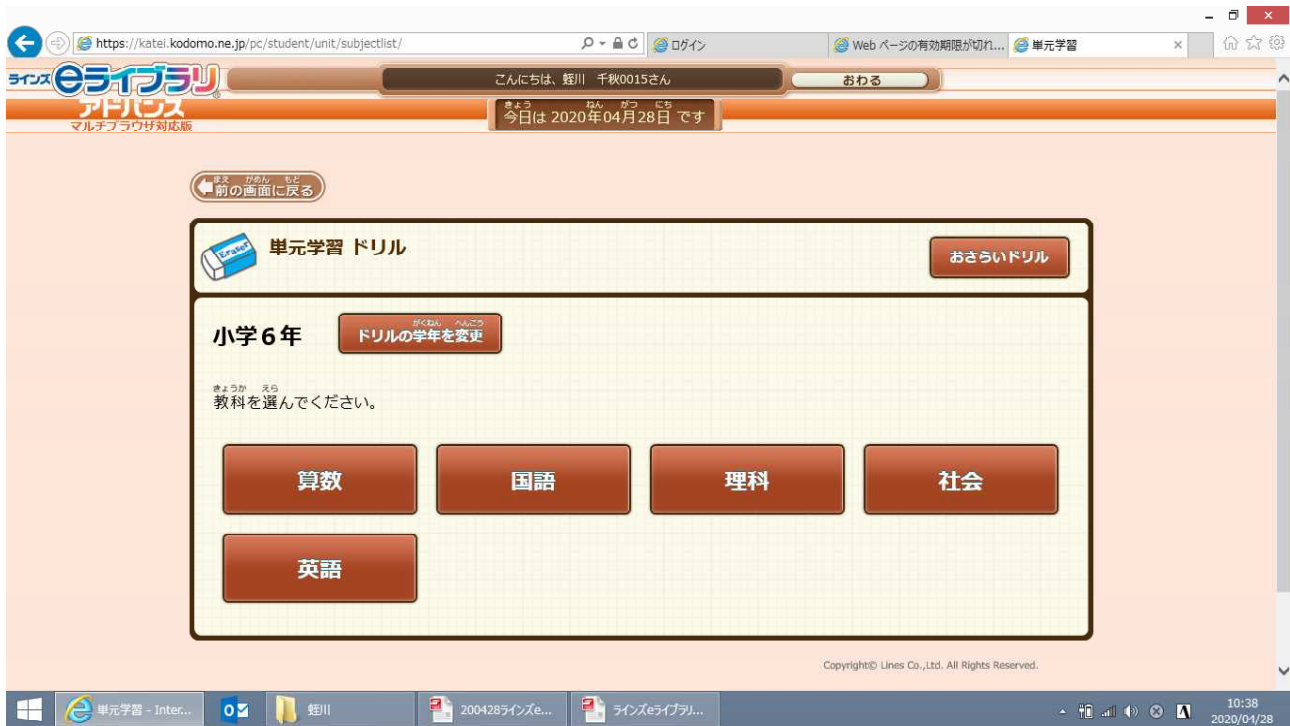 https://katei.kodomo.ne.jp/pc/student/unit/subjectlist/
ログイン
Web ページの有効期限が切れ...
単元学習
ラインズ eライブラリ
アドバンス
マルチブラウザ対応版
こんにちは、蛭川 千秋0015さん
おわる
きょう ねん がつ にち
今日は 2020年04月28日 です
まえ がめん もど
前の画面に戻る
Eraser
単元学習 ドリル
おさらいドリル
小学6年
がくねん へんこう
ドリルの学年を変更
きょうか えら
教科を選んでください。
算数
国語
理科
社会
英語
Copyright© Lines Co.,Ltd. All Rights Reserved.
単元学習 - Inter...
蛭川
200428ラインズe...
ラインズeライブラリ...
A
10:38
2020/04/28